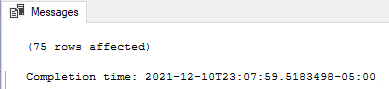 Messages
(75 rows affected)
Completion time: 2021-12-10T23:07:59.5183498-05:00